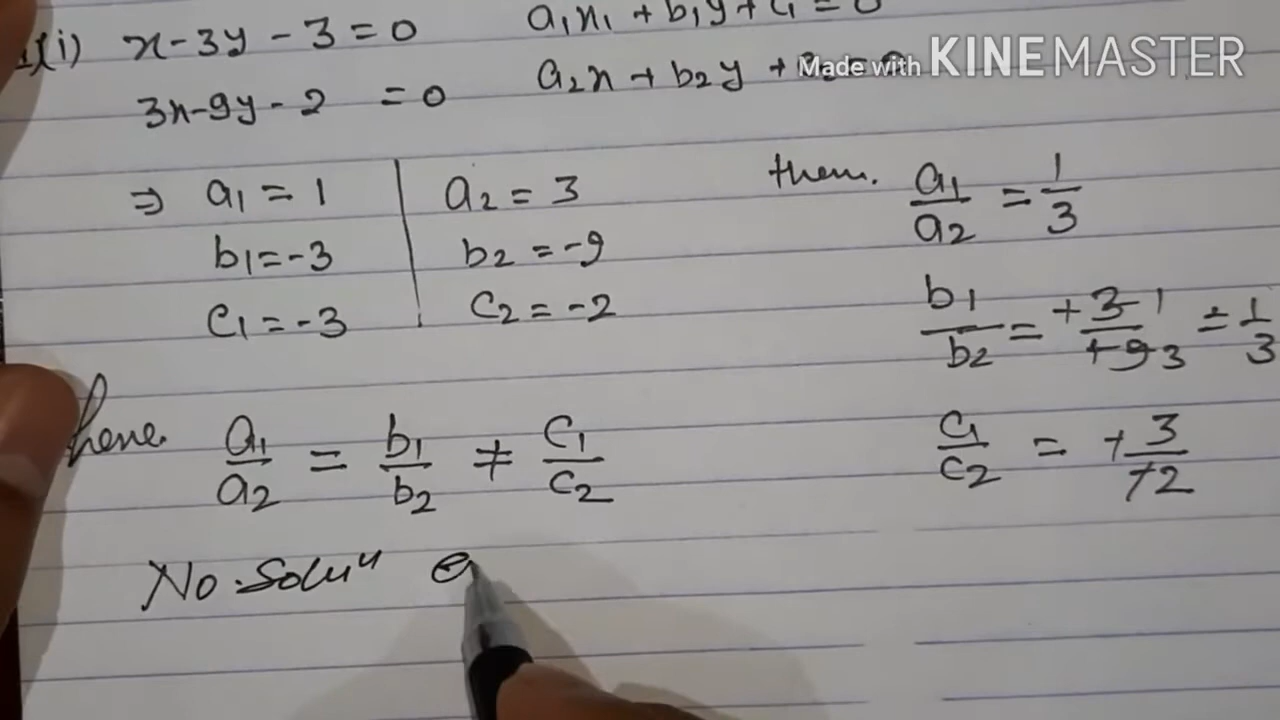 (i) x - 3y - 3 = 0 a1x1 + b1y + c1 = 0
3x - 9y - 2 = 0 a2x + b2y +
Made with KINEMASTER
⇒ a1 = 1 a2 = 3 then. a1/a2 = 1/3
b1 = -3 b2 = -9 b1/b2 = +3/+9 1/3 = 1/3
c1 = -3 c2 = -2
here a1/a2 = b1/b2 ≠ c1/c2 c1/c2 = +3/+2
No. Solu"